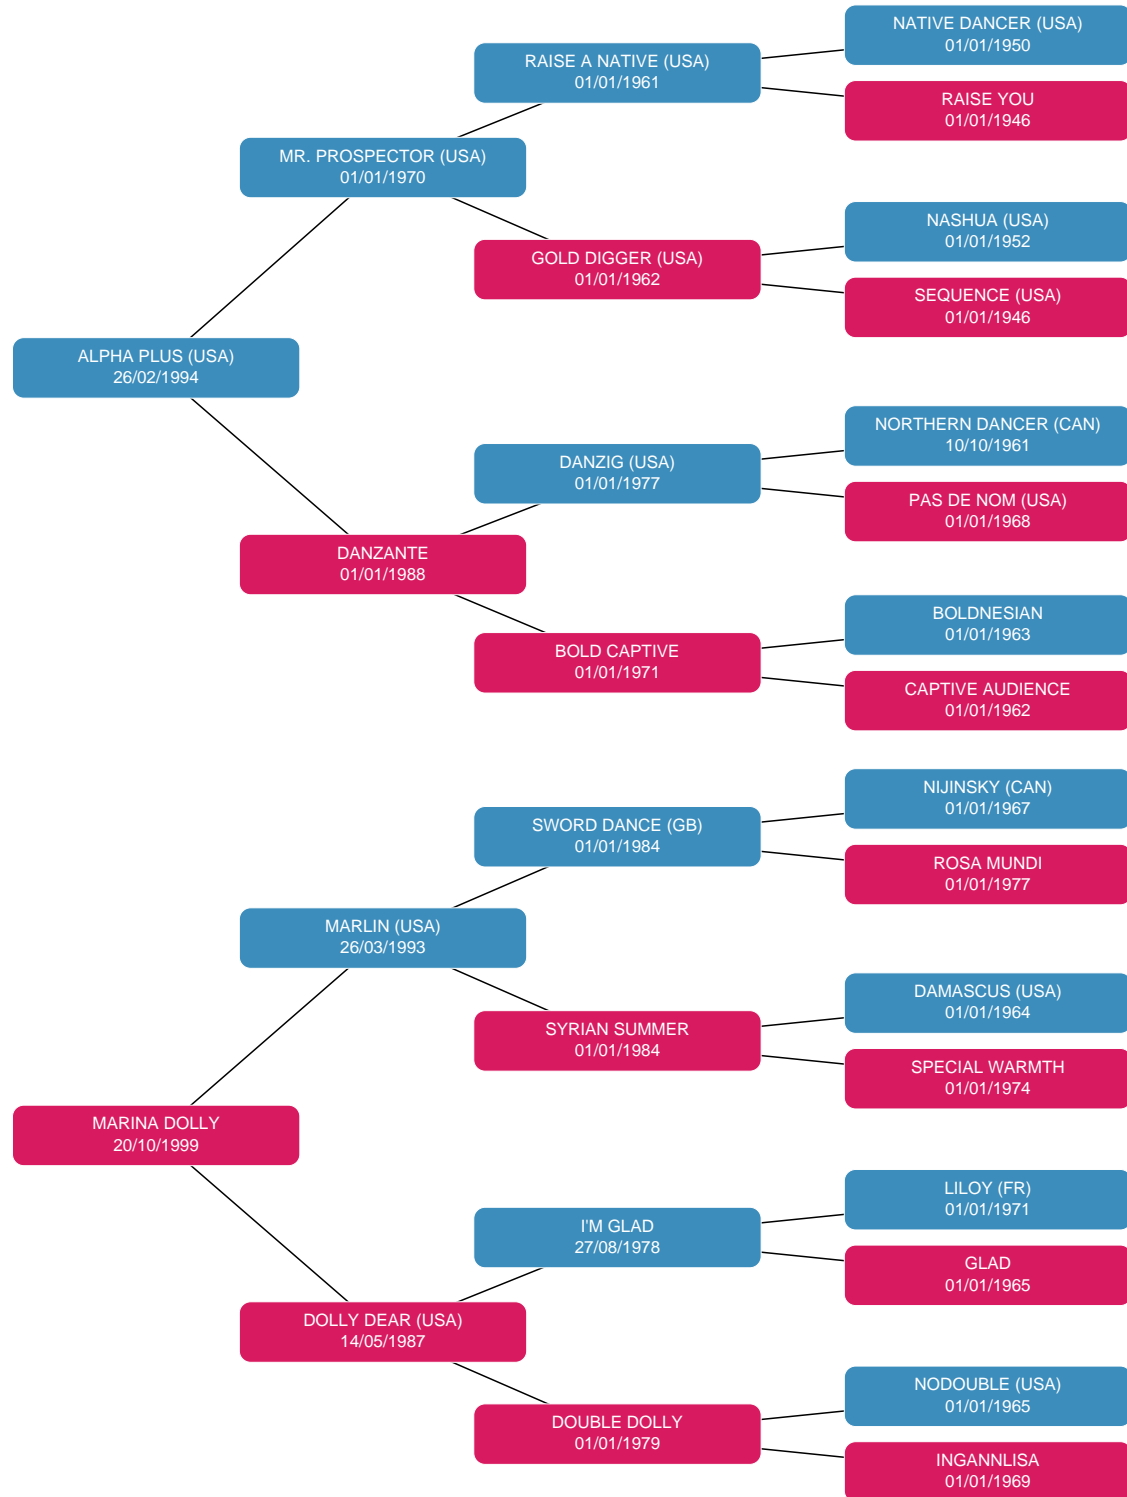 NATIVE DANCER (USA)
01/01/1950
RAISE A NATIVE (USA)
01/01/1961
RAISE YOU
01/01/1946
MR. PROSPECTOR (USA)
01/01/1970
NASHUA (USA)
01/01/1952
GOLD DIGGER (USA)
01/01/1962
SEQUENCE (USA)
01/01/1946
ALPHA PLUS (USA)
26/02/1994
NORTHERN DANCER (CAN)
10/10/1961
DANZIG (USA)
01/01/1977
PAS DE NOM (USA)
01/01/1968
DANZANTE
01/01/1988
BOLDNESIAN
01/01/1963
BOLD CAPTIVE
01/01/1971
CAPTIVE AUDIENCE
01/01/1962
NIJINSKY (CAN)
01/01/1967
SWORD DANCE (GB)
01/01/1984
ROSA MUNDI
01/01/1977
MARLIN (USA)
26/03/1993
DAMASCUS (USA)
01/01/1964
SYRIAN SUMMER
01/01/1984
SPECIAL WARMTH
01/01/1974
MARINA DOLLY
20/10/1999
LILOY (FR)
01/01/1971
I'M GLAD
27/08/1978
GLAD
01/01/1965
DOLLY DEAR (USA)
14/05/1987
NODOUBLE (USA)
01/01/1965
DOUBLE DOLLY
01/01/1979
INGANNLISA
01/01/1969